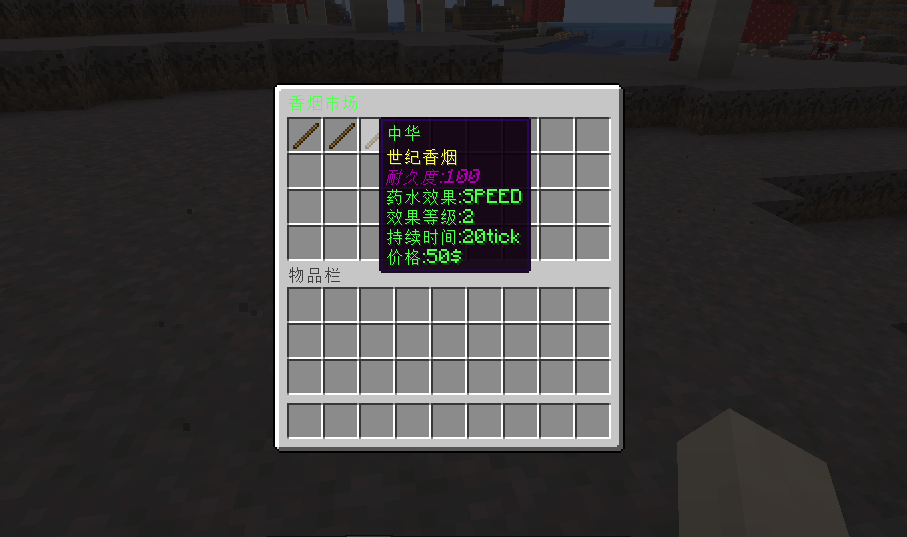 香烟市场
中华
世纪香烟
耐久度:100
药水效果:SPEED
效果等级:2
持续时间:20tick
价格:50$
物品栏